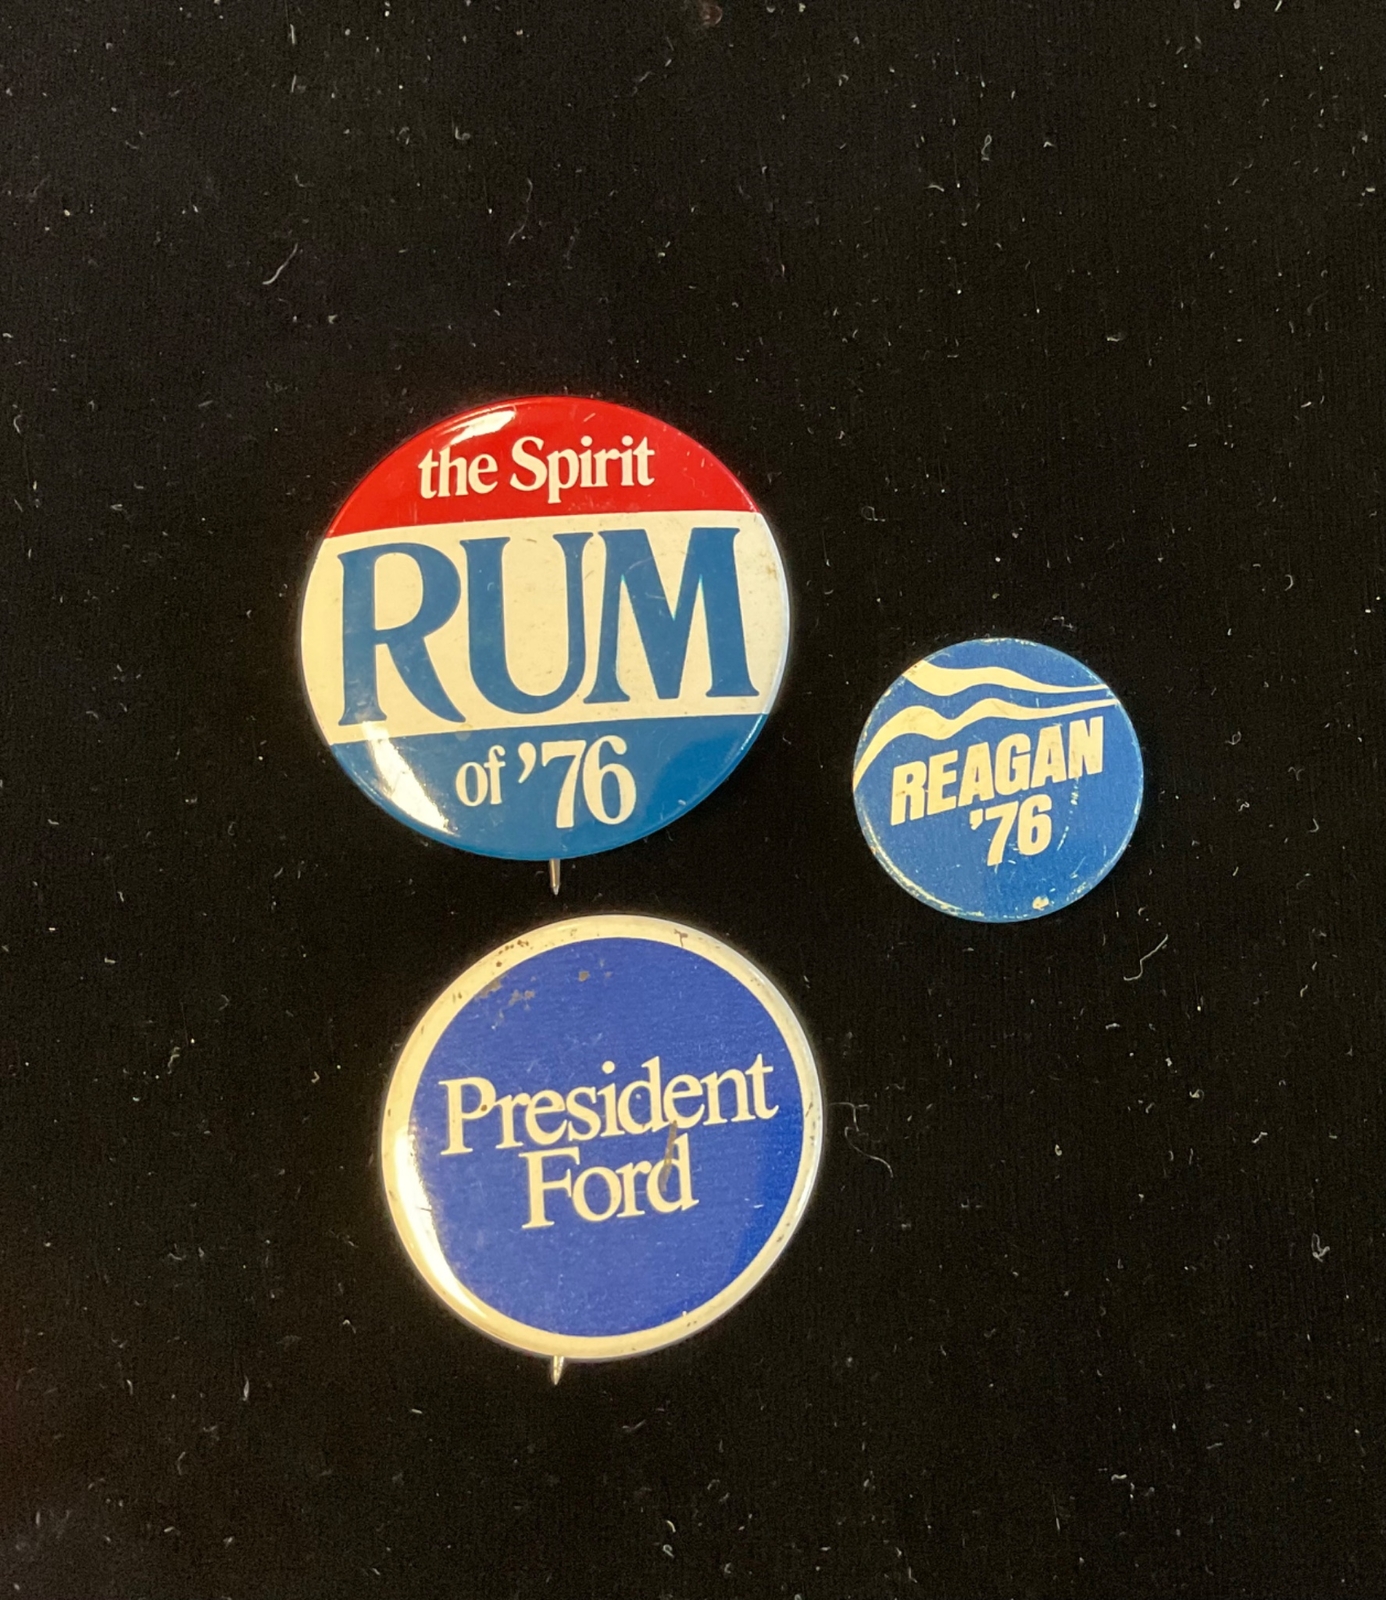 the Spirit
RUM
of '76
REAGAN
'76
President
Ford